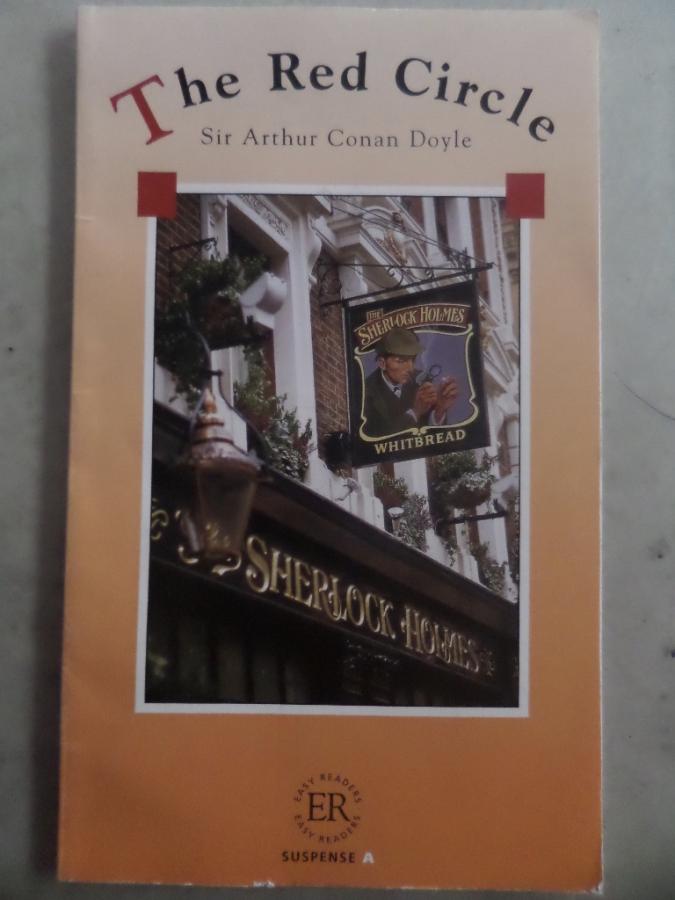 The Red Circle
Sir Arthur Conan Doyle
THE
SHERLOCK HOLMES
WHITBREAD
SHERLOCK HOLMES
EASY READERS
ER
EASY READERS
SUSPENSE A